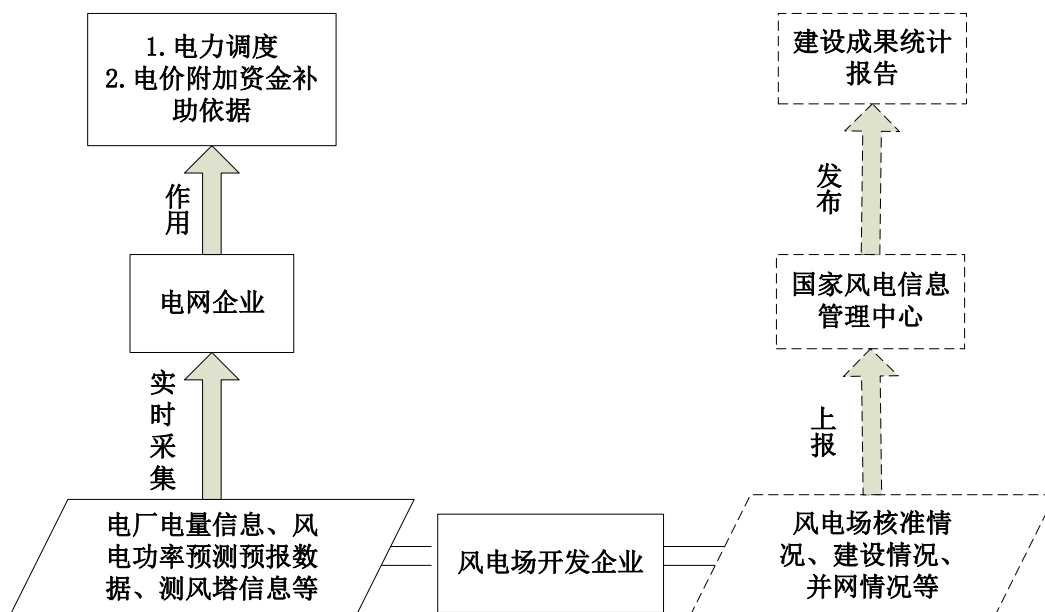 1. 电力调度
2. 电价附加资金补
助依据
建设成果统计
报告
作用
发布
电网企业
国家风电信息
管理中心
实时采集
上报
电厂电量信息、风
电功率预测预报数
据、测风塔信息等
风电场开发企业
风电场核准情
况、建设情况、
并网情况等